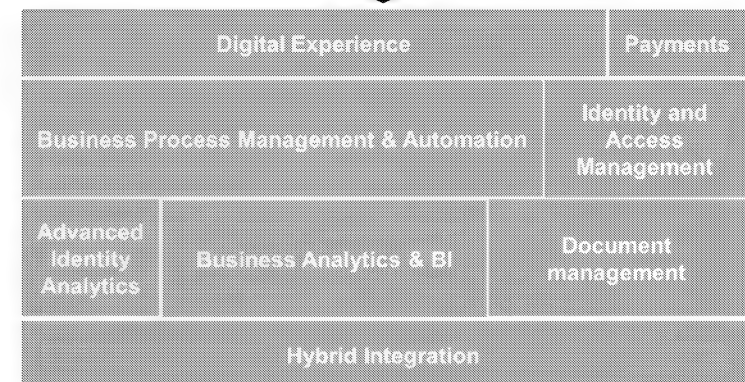 Digital Experience
Payments
Business Process Management & Automation
Identity and
Access
Management
Advanced
Identity
Analytics
Business Analytics & BI
Document
management
Hybrid Integration